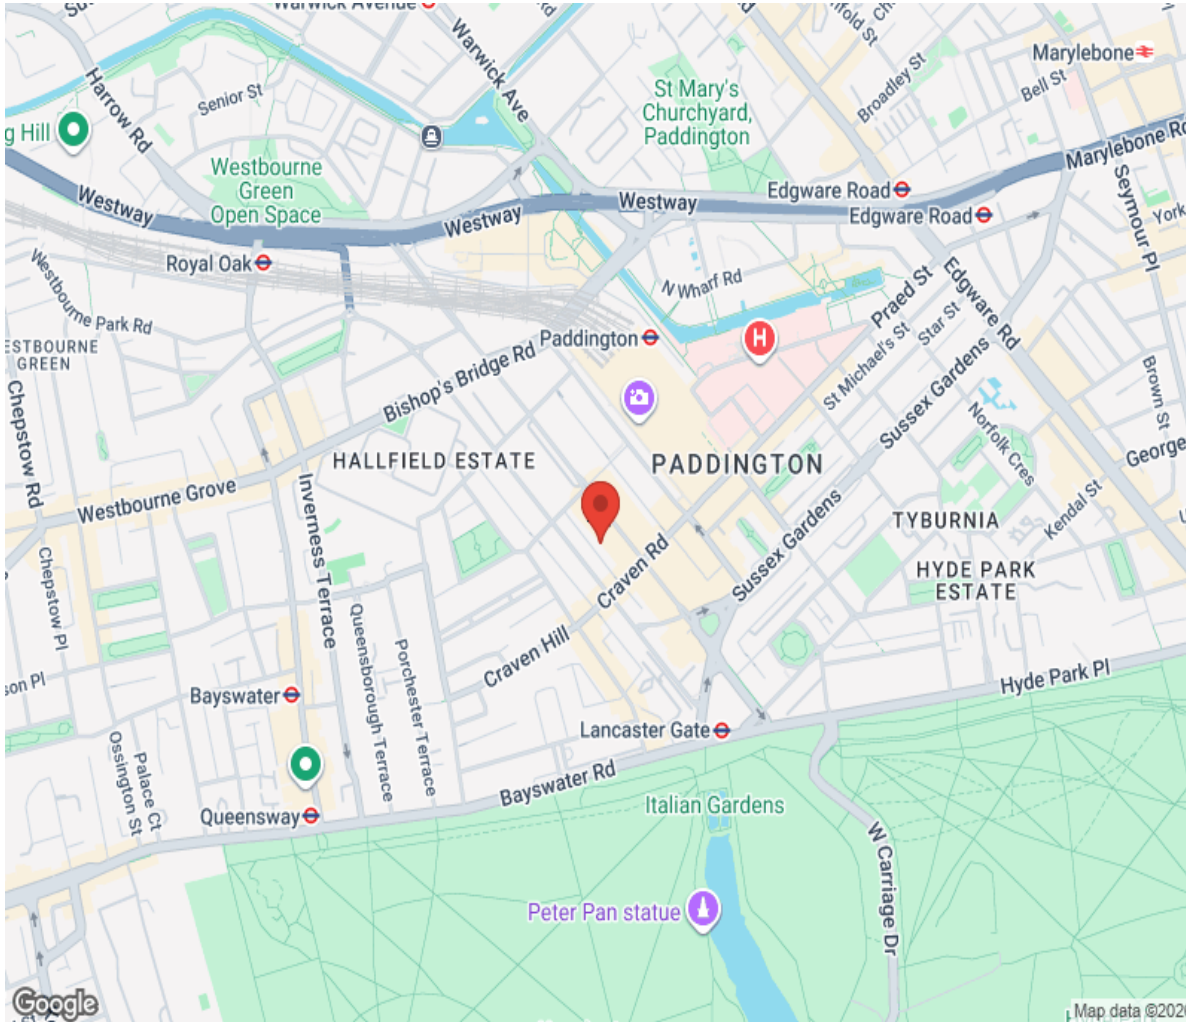 Warwick Avenue
Harrow Rd
Senior St
Warwick Ave
St Mary's
Churchyard,
Paddington
Broadley St
Marylebone
Bell St
g Hill
Westbourne
Green
Open Space
Westway
Westway
Westway
Edgware Road
Edgware Road
Marylebone Ro
Seymour Pl
York
Royal Oak
Westbourne Park Rd
N Wharf Rd
Praed St
Edgware Rd
Star St
St Michael's St
ESTBOURNE
GREEN
Paddington
H
Bishop's Bridge Rd
Sussex Gardens
Brown St
Norfolk Cres
George
Chepstow Rd
HALLFIELD ESTATE
PADDINGTON
Westbourne Grove
Inverness Terrace
Kendal St
TYBURNIA
Sussex Gardens
HYDE PARK
ESTATE
Chepstow Pl
Craven Rd
Queensborough Terrace
Porchester Terrace
Craven Hill
son Pl
Bayswater
Hyde Park Pl
Lancaster Gate
Ossington St
Palace Ct
Bayswater Rd
Queensway
Italian Gardens
W Carriage Dr
Peter Pan statue
Google
Map data ©2026